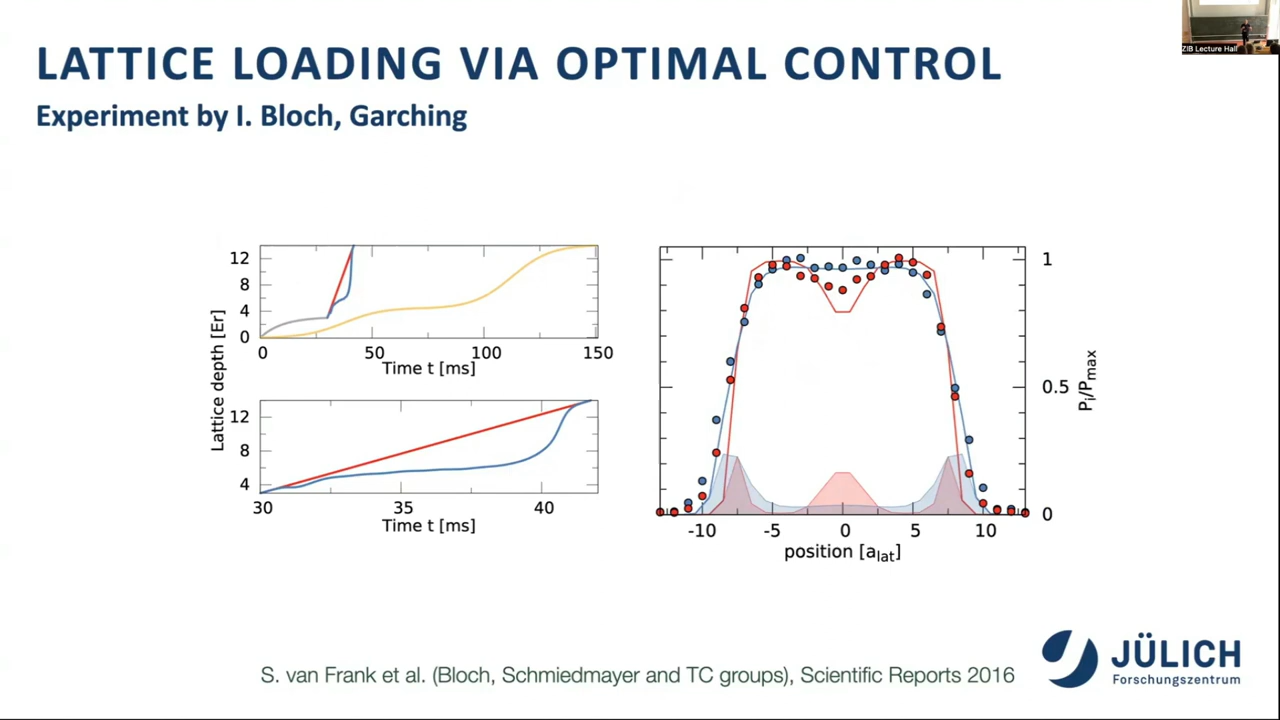 LATTICE LOADING VIA OPTIMAL CONTROL
Experiment by I. Bloch, Garching
ZIB Lecture Hall
Lattice depth [Er]
12
8
4
0
0 50 100 150
Time t [ms]
12
8
4
30 35 40
Time t [ms]
1
0.5
0
Pi/Pmax
-10 -5 0 5 10
position [alat]
S. van Frank et al. (Bloch, Schmiedmayer and TC groups), Scientific Reports 2016
JÜLICH
Forschungszentrum